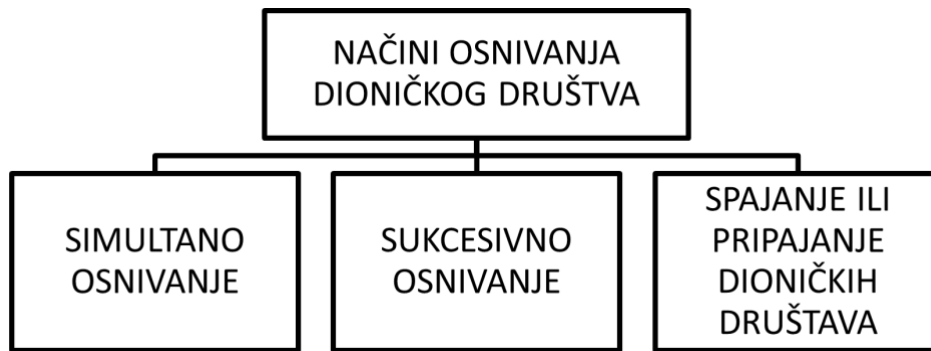 NAČINI OSNIVANJA
DIONIČKOG DRUŠTVA
SIMULTANO
OSNIVANJE
SUKCESIVNO
OSNIVANJE
SPAJANJE ILI
PRIPAJANJE
DIONIČKIH
DRUŠTAVA